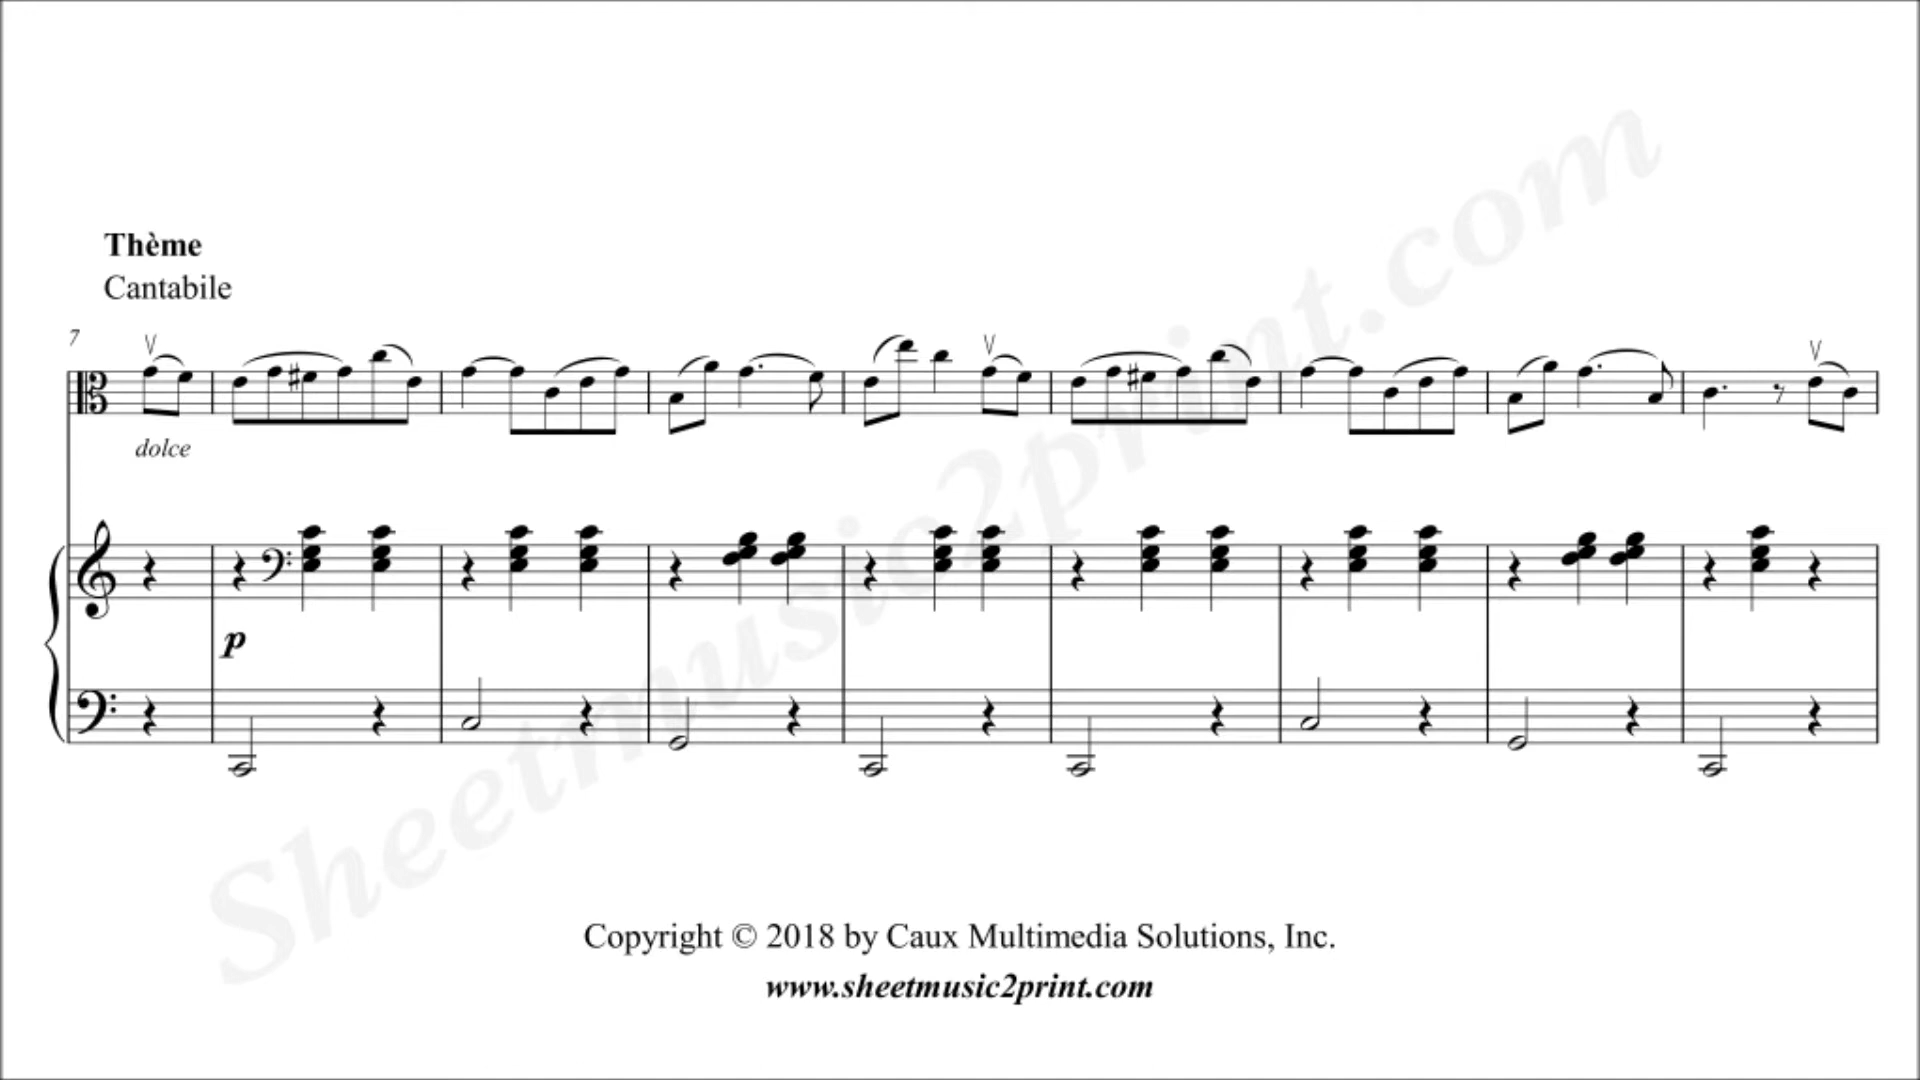 Thème
Cantabile
7
dolce
p
Sheetmusic2print.com
Copyright © 2018 by Caux Multimedia Solutions, Inc.
www.sheetmusic2print.com